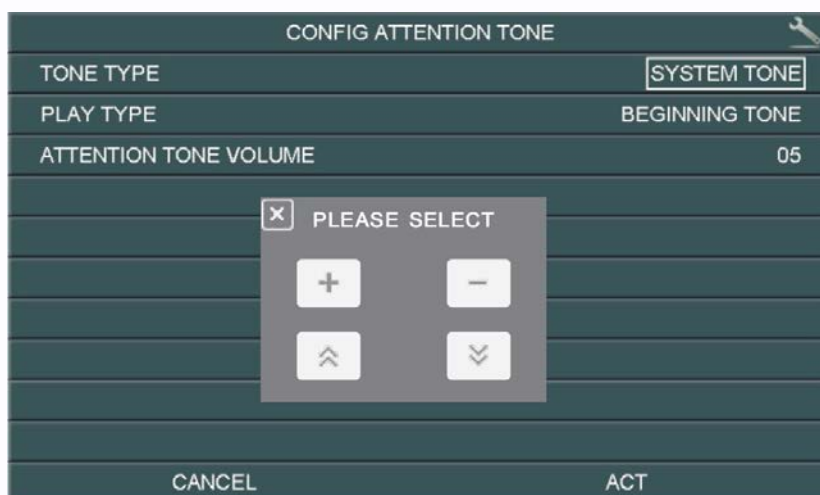 CONFIG ATTENTION TONE
TONE TYPE SYSTEM TONE
PLAY TYPE BEGINNING TONE
ATTENTION TONE VOLUME 05
PLEASE SELECT
CANCEL ACT